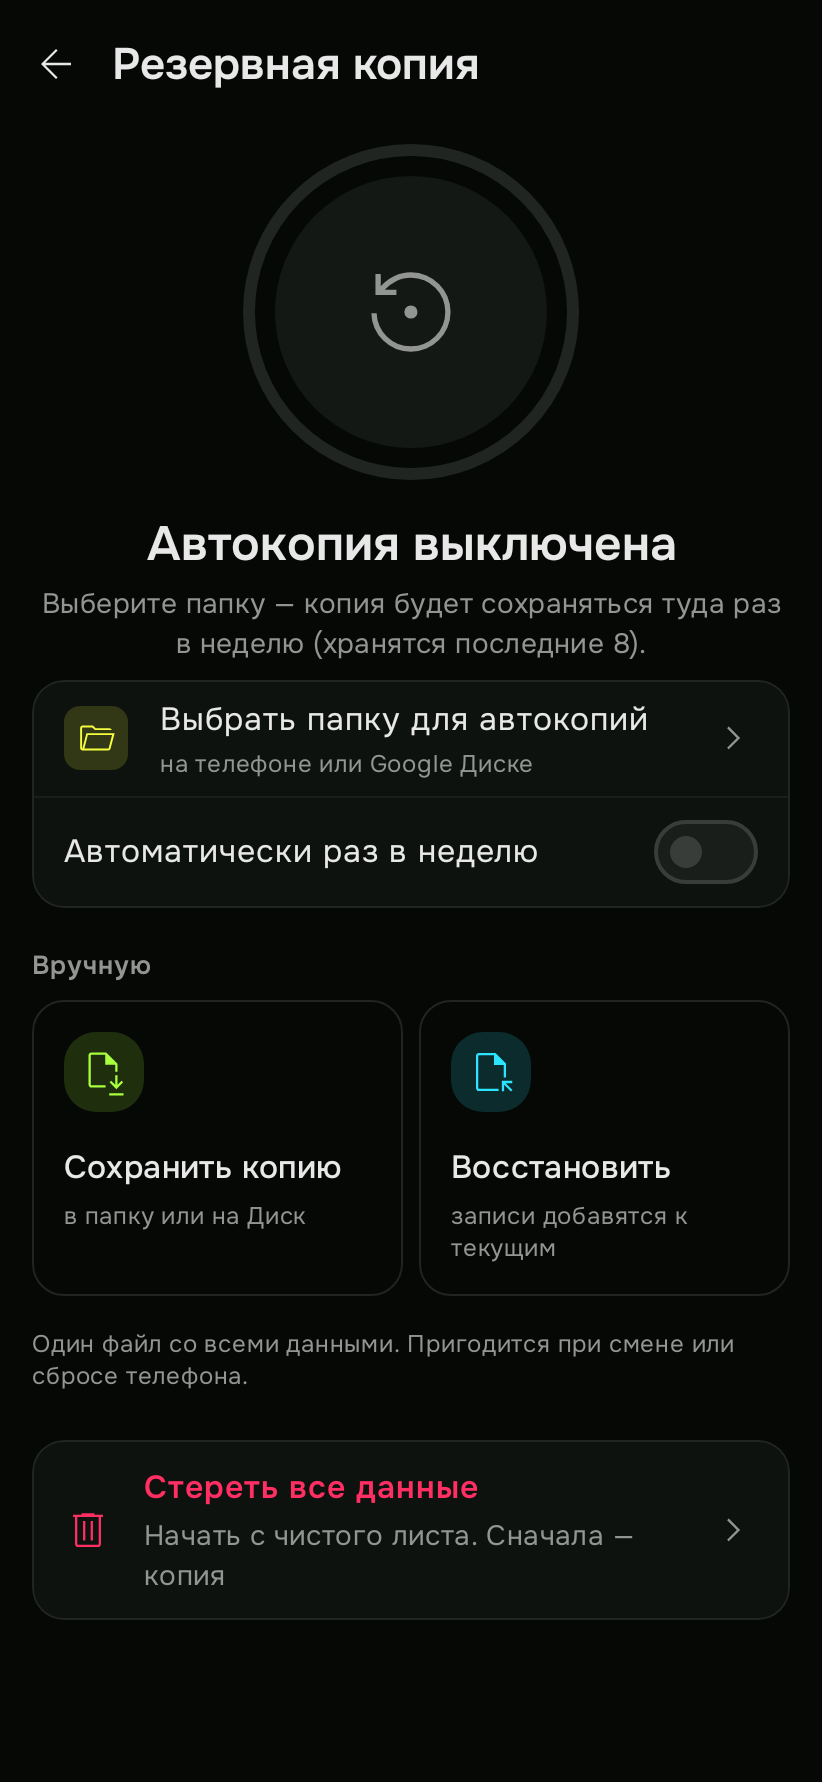 Резервная копия
Автокопия выключена
Выберите папку — копия будет сохраняться туда раз
в неделю (хранятся последние 8).
Выбрать папку для автокопий
на телефоне или Google Диске
Автоматически раз в неделю
Вручную
Сохранить копию
в папку или на Диск
Восстановить
записи добавятся к
текущим
Один файл со всеми данными. Пригодится при смене или
сбросе телефона.
Стереть все данные
Начать с чистого листа. Сначала —
копия